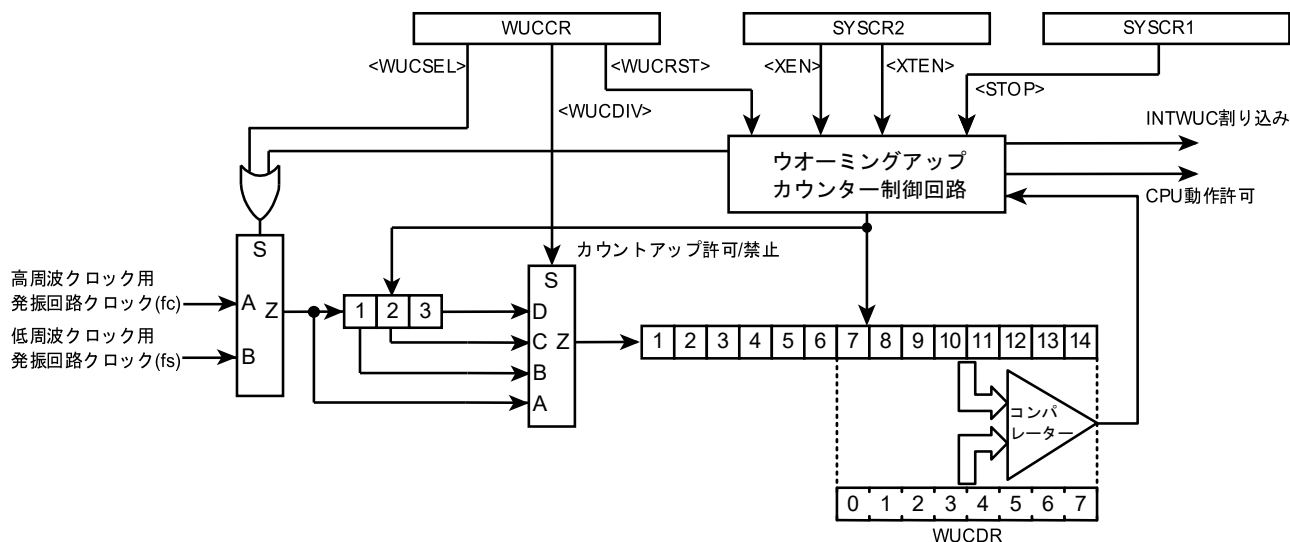 WUCCR
SYSCR2
SYSCR1
<WUCSEL>
<WUCRST>
<WUCDIV>
<XEN>
<XTEN>
<STOP>
INTWUC割り込み
ウオーミングアップ
カウンター制御回路
CPU動作許可
カウントアップ許可/禁止
S
高周波クロック用
発振回路クロック(fc)
A
Z
低周波クロック用
発振回路クロック(fs)
B
1 2 3
S
D
C
Z
B
A
1 2 3 4 5 6 7 8 9 10 11 12 13 14
コンパ
レーター
0 1 2 3 4 5 6 7
WUCDR